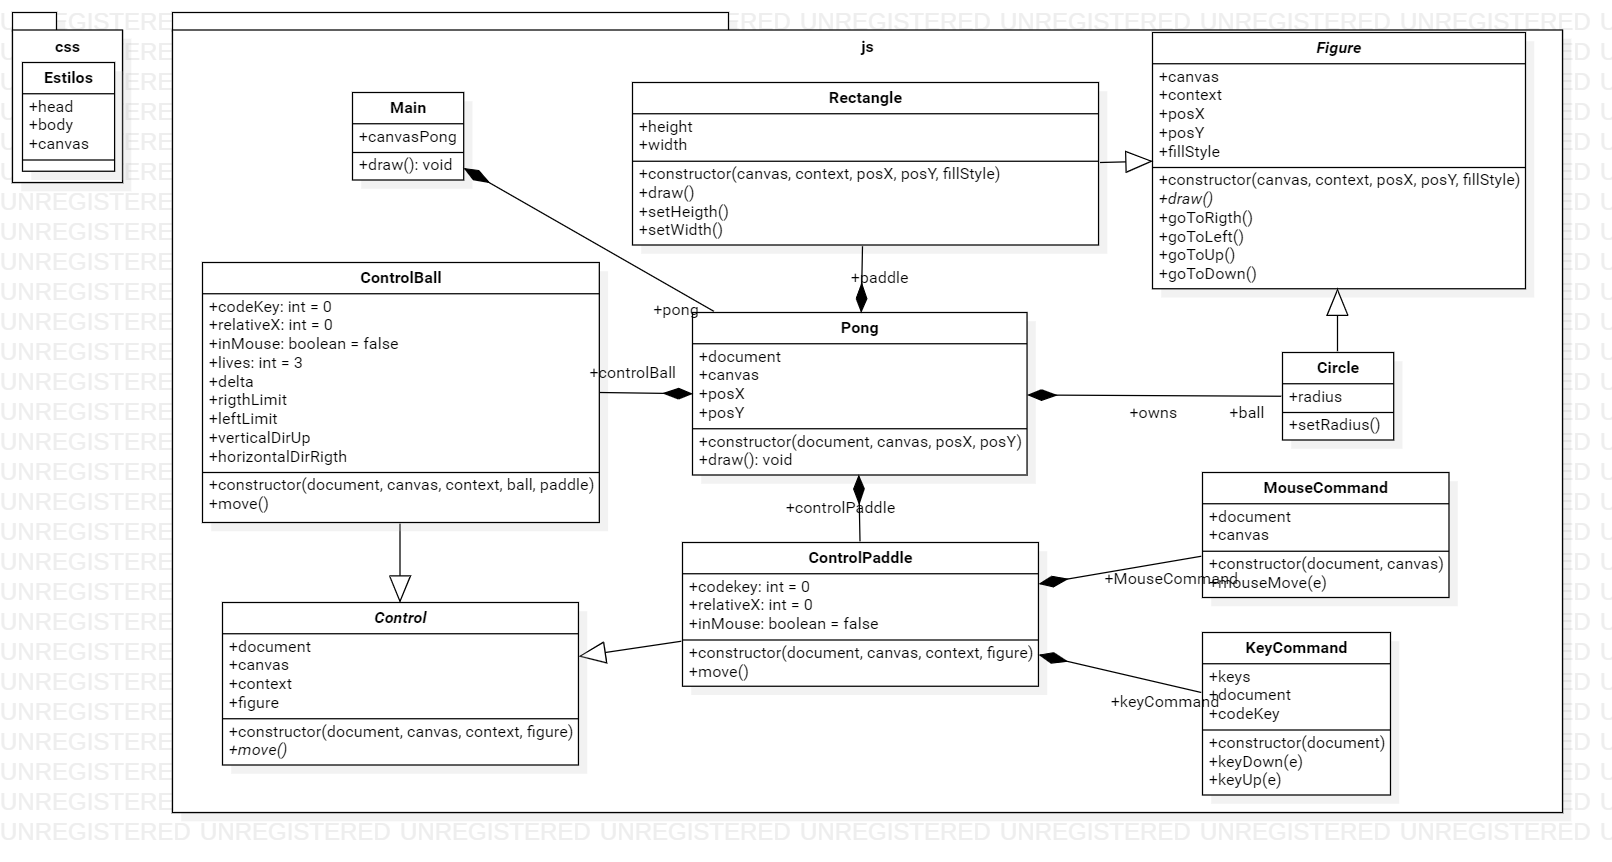 css
Estilos
+head
+body
+canvas
js
Main
+canvasPong
+draw(): void
Rectangle
+height
+width
+constructor(canvas, context, posX, posY, fillStyle)
+draw()
+setHeigth()
+setWidth()
Figure
+canvas
+context
+posX
+posY
+fillStyle
+constructor(canvas, context, posX, posY, fillStyle)
+draw()
+goToRigth()
+goToLeft()
+goToUp()
+goToDown()
+paddle
+pong
ControlBall
+codeKey: int = 0
+relativeX: int = 0
+inMouse: boolean = false
+lives: int = 3
+delta
+rigthLimit
+leftLimit
+verticalDirUp
+horizontalDirRigth
+constructor(document, canvas, context, ball, paddle)
+move()
+controlBall
Pong
+document
+canvas
+posX
+posY
+constructor(document, canvas, posX, posY)
+draw(): void
+owns
+ball
Circle
+radius
+setRadius()
+controlPaddle
ControlPaddle
+codekey: int = 0
+relativeX: int = 0
+inMouse: boolean = false
+constructor(document, canvas, context, figure)
+move()
+MouseCommand
MouseCommand
+document
+canvas
+constructor(document, canvas)
+mouseMove(e)
+keyCommand
KeyCommand
+keys
+document
+codeKey
+constructor(document)
+keyDown(e)
+keyUp(e)
Control
+document
+canvas
+context
+figure
+constructor(document, canvas, context, figure)
+move()
UNREGISTERED UNREGISTERED UNREGISTERED UNREGISTERED UNREGISTERED UNREGISTERED UNREGISTERED UNREGISTERED